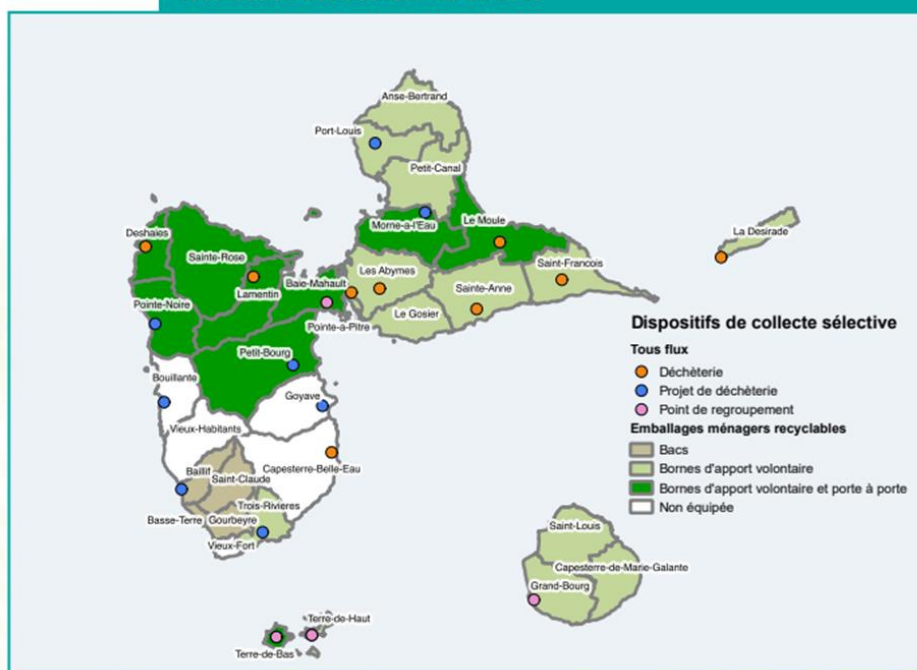 Anse-Bertrand
Port-Louis
Petit-Canal
Morne-a-l'Eau
Le Moule
La Desirade
Deshaies
Sainte-Rose
Saint-Francois
Baie-Mahault
Les Abymes
Sainte-Anne
Lamentin
Pointe-Noire
Le Gosier
Pointe-a-Pitre
Petit-Bourg
Bouillante
Goyave
Vieux-Habitants
Capesterre-Belle-Eau
Baillif
Saint-Claude
Trois-Rivieres
Basse-Terre
Gourbeyre
Vieux-Fort
Saint-Louis
Capesterre-de-Marie-Galante
Grand-Bourg
Terre-de-Haut
Terre-de-Bas
Dispositifs de collecte sélective
Tous flux
Déchèterie
Projet de déchèterie
Point de regroupement
Emballages ménagers recyclables
Bacs
Bornes d'apport volontaire
Bornes d'apport volontaire et porte à porte
Non équipée